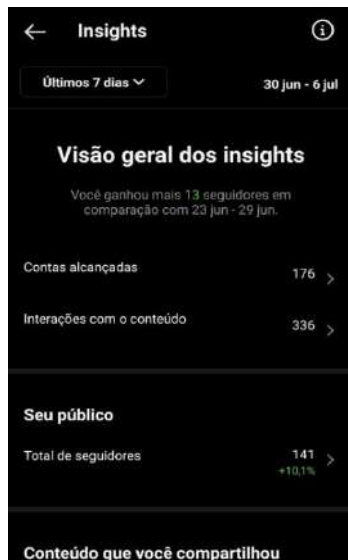 Insights
Últimos 7 dias
30 jun - 6 jul
Visão geral dos insights
Você ganhou mais 13 seguidores em
comparação com 23 jun - 29 jun.
Contas alcançadas
176
Interações com o conteúdo
336
Seu público
Total de seguidores
141
+10,1%
Conteúdo que você compartilhou